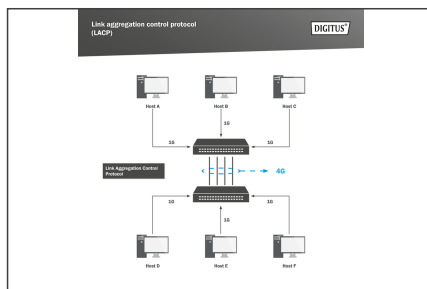 Link aggregation control protocol
(LACP)
DIGITUS®
Host A
Host B
Host C
1G
1G
1G
Link Aggregation Control
Protocol
4G
1G
1G
1G
Host D
Host E
Host F